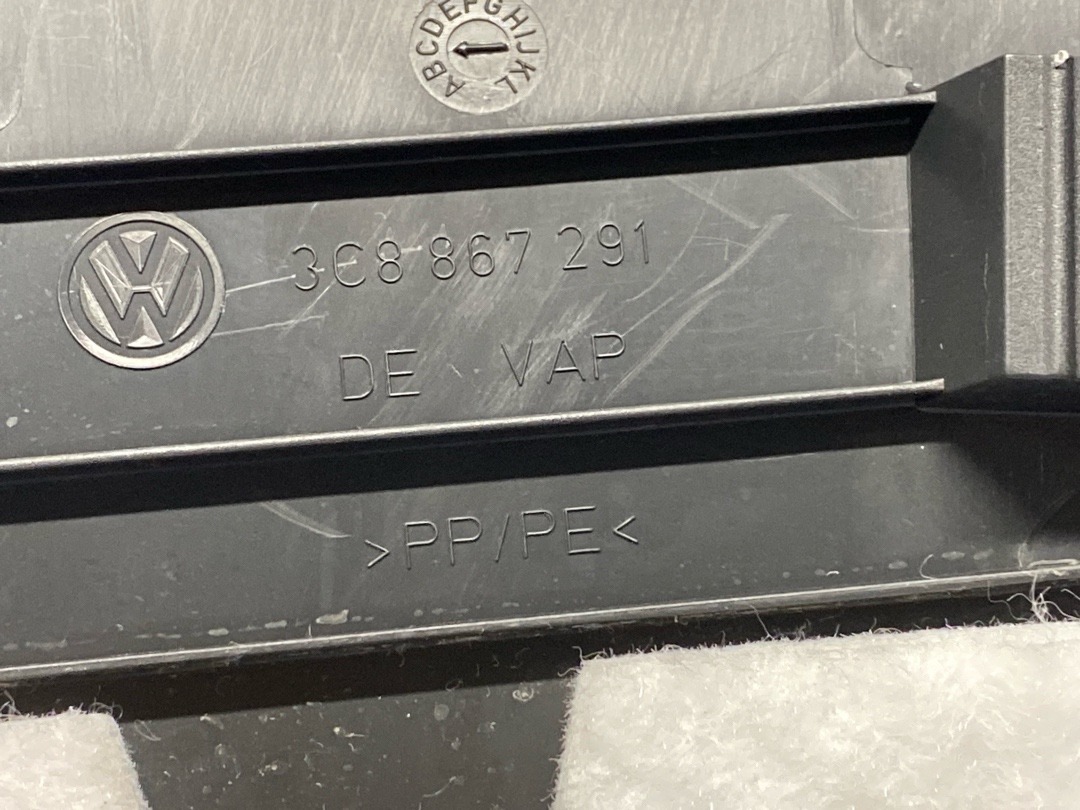 ABCDEFGHIJKL
3C8 867 291
DE VAP
>PP/PE<